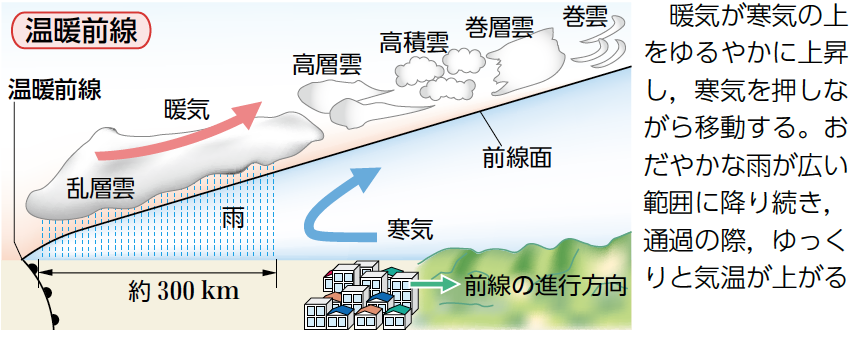 温暖前線
温暖前線
暖気
高層雲
高積雲
巻層雲
巻雲
乱層雲
雨
前線面
寒気
約300 km
前線の進行方向
暖気が寒気の上
をゆるやかに上昇
し，寒気を押しな
がら移動する。お
だやかな雨が広い
範囲に降り続き，
通過の際，ゆっく
りと気温が上がる